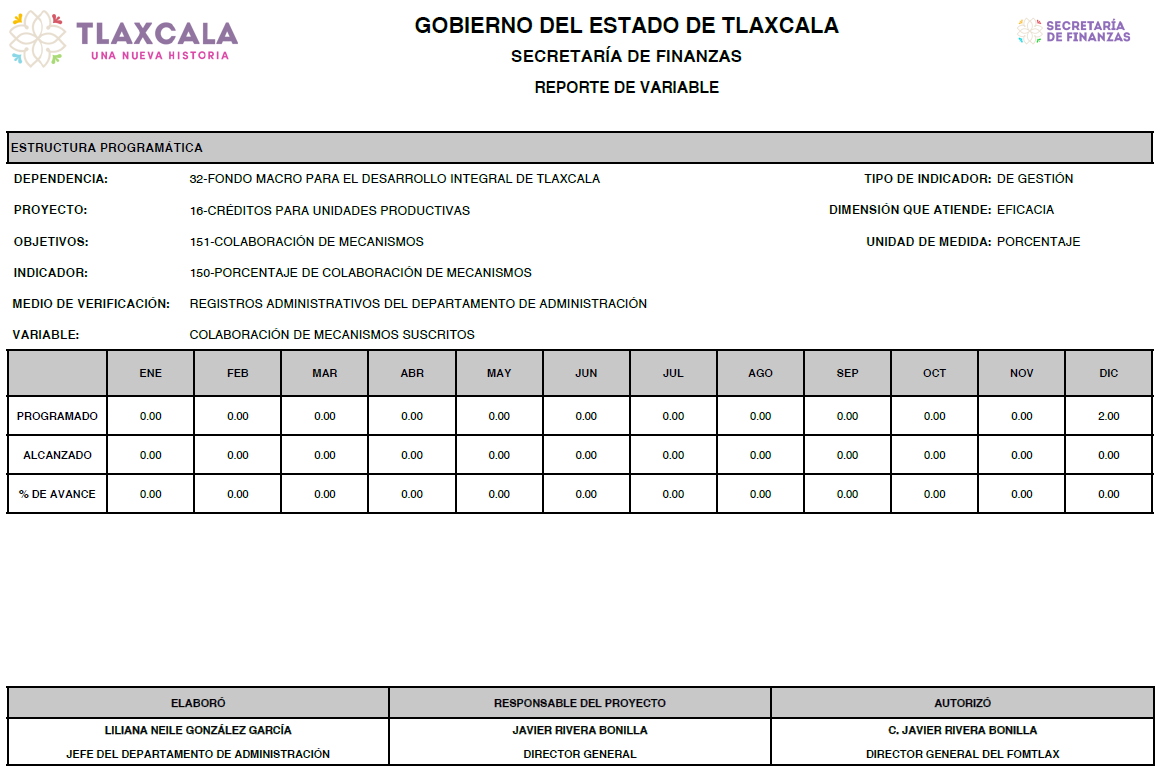 TLAXCALA
UNA NUEVA HISTORIA
GOBIERNO DEL ESTADO DE TLAXCALA
SECRETARÍA DE FINANZAS
REPORTE DE VARIABLE
SECRETARÍA
DE FINANZAS
ESTRUCTURA PROGRAMÁTICA
DEPENDENCIA: 32-FONDO MACRO PARA EL DESARROLLO INTEGRAL DE TLAXCALA TIPO DE INDICADOR: DE GESTIÓN
PROYECTO: 16-CRÉDITOS PARA UNIDADES PRODUCTIVAS DIMENSIÓN QUE ATIENDE: EFICACIA
OBJETIVOS: 151-COLABORACIÓN DE MECANISMOS UNIDAD DE MEDIDA: PORCENTAJE
INDICADOR: 150-PORCENTAJE DE COLABORACIÓN DE MECANISMOS
MEDIO DE VERIFICACIÓN: REGISTROS ADMINISTRATIVOS DEL DEPARTAMENTO DE ADMINISTRACIÓN
VARIABLE: COLABORACIÓN DE MECANISMOS SUSCRITOS
ENE FEB MAR ABR MAY JUN JUL AGO SEP OCT NOV DIC
PROGRAMADO 0.00 0.00 0.00 0.00 0.00 0.00 0.00 0.00 0.00 0.00 0.00 2.00
ALCANZADO 0.00 0.00 0.00 0.00 0.00 0.00 0.00 0.00 0.00 0.00 0.00 0.00
% DE AVANCE 0.00 0.00 0.00 0.00 0.00 0.00 0.00 0.00 0.00 0.00 0.00 0.00
ELABORÓ RESPONSABLE DEL PROYECTO AUTORIZÓ
LILIANA NEILE GONZÁLEZ GARCÍA JAVIER RIVERA BONILLA C. JAVIER RIVERA BONILLA
JEFE DEL DEPARTAMENTO DE ADMINISTRACIÓN DIRECTOR GENERAL DIRECTOR GENERAL DEL FOMTLAX